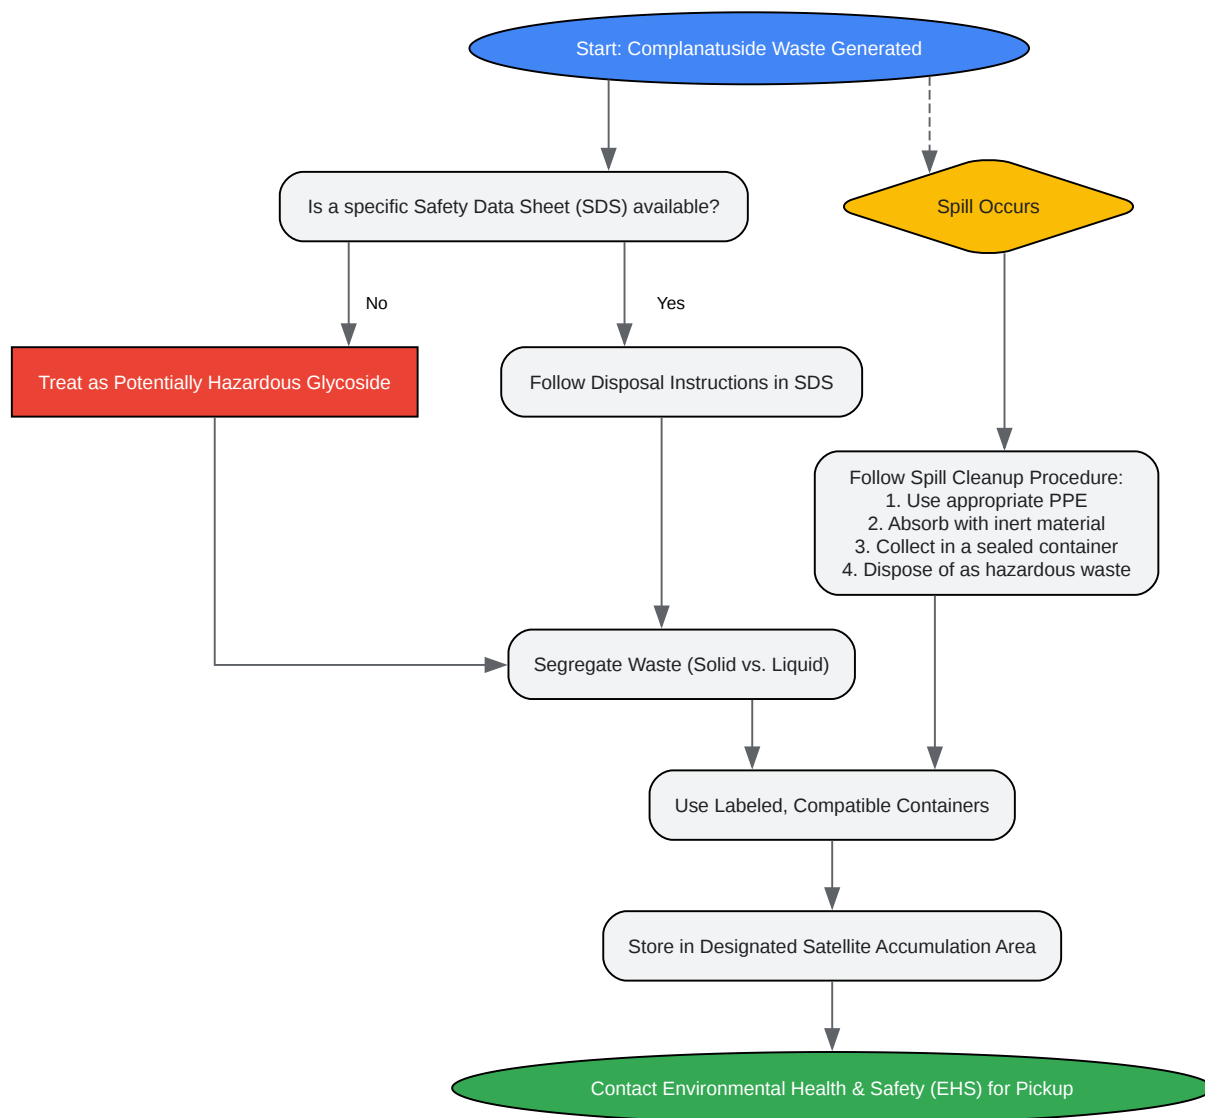 Start: Complanatuside Waste Generated
Is a specific Safety Data Sheet (SDS) available?
Spill Occurs
No
Yes
Treat as Potentially Hazardous Glycoside
Follow Disposal Instructions in SDS
Follow Spill Cleanup Procedure:
1. Use appropriate PPE
2. Absorb with inert material
3. Collect in a sealed container
4. Dispose of as hazardous waste
Segregate Waste (Solid vs. Liquid)
Use Labeled, Compatible Containers
Store in Designated Satellite Accumulation Area
Contact Environmental Health & Safety (EHS) for Pickup